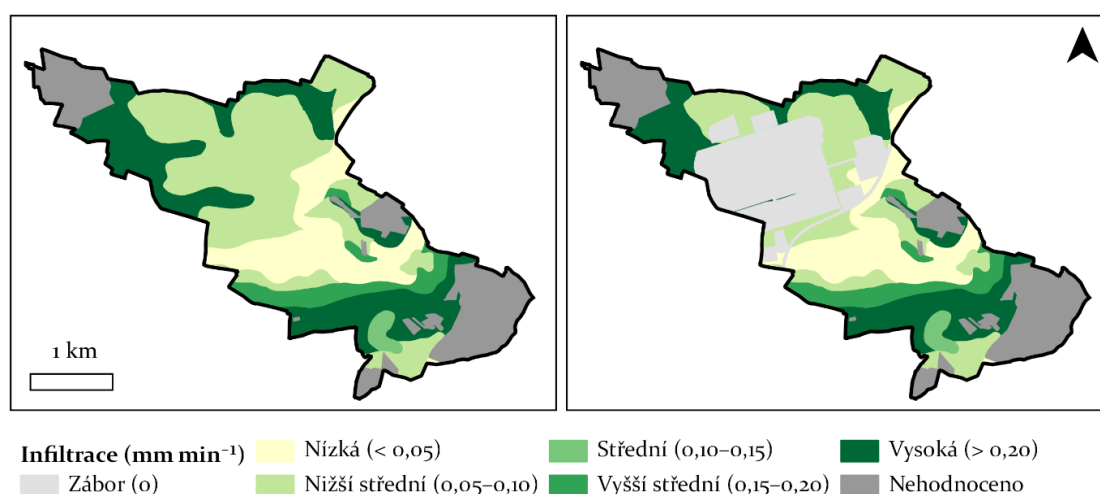 1 km
Infiltrace (mm min⁻¹)
Zábor (0)
Nízká (< 0,05)
Nižší střední (0,05–0,10)
Střední (0,10–0,15)
Vyšší střední (0,15–0,20)
Vysoká (> 0,20)
Nehodnoceno